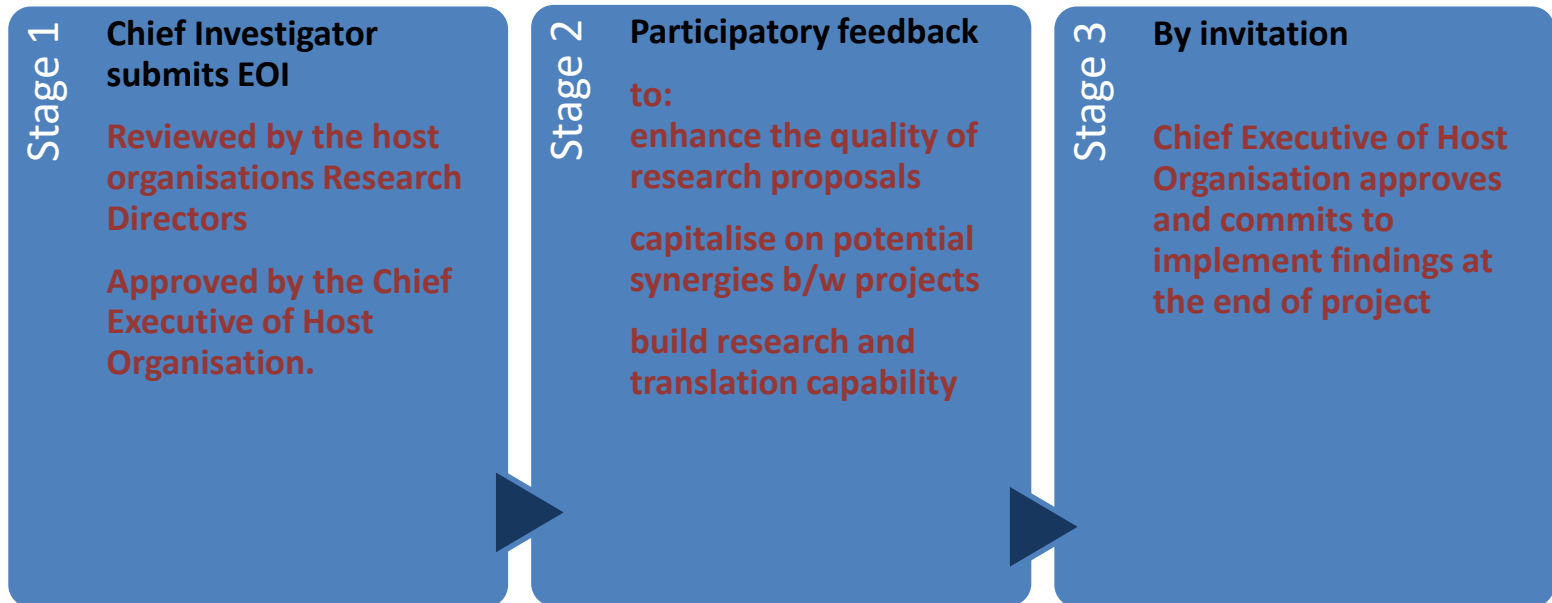 Stage 1
Chief Investigator
submits EOI
Reviewed by the host
organisations Research
Directors
Approved by the Chief
Executive of Host
Organisation.
Stage 2
Participatory feedback
to:
enhance the quality of
research proposals
capitalise on potential
synergies b/w projects
build research and
translation capability
Stage 3
By invitation
Chief Executive of Host
Organisation approves
and commits to
implement findings at
the end of project